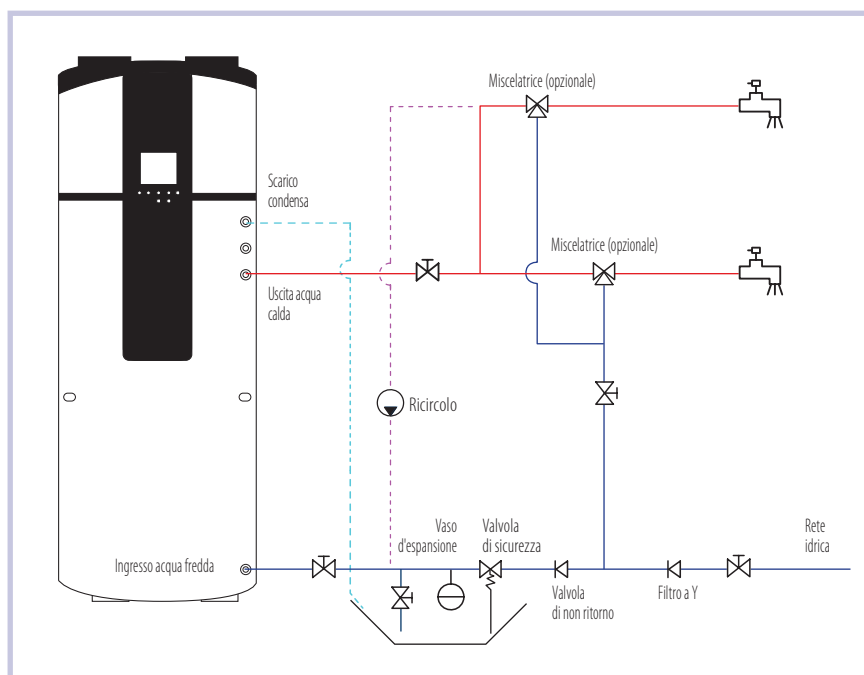 Miscelatrice (opzionale)
Scarico
condensa
Miscelatrice (opzionale)
Uscita acqua
calda
Ricircolo
Vaso
d'espansione
Valvola
di sicurezza
Rete
idrica
Ingresso acqua fredda
Valvola
di non ritorno
Filtro a Y